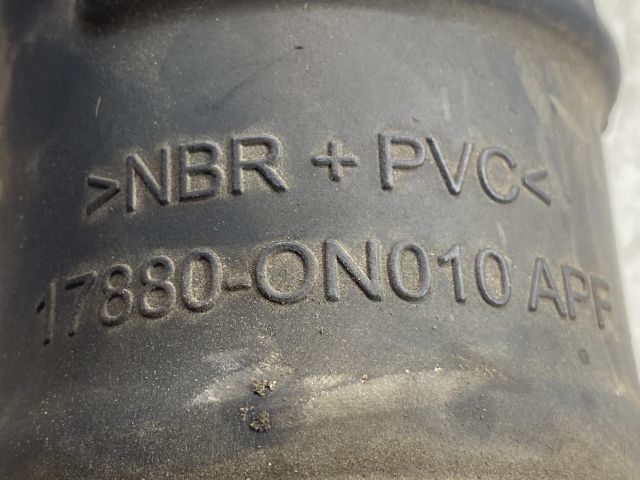 >NBR + PVC<
17880-0N010 APF